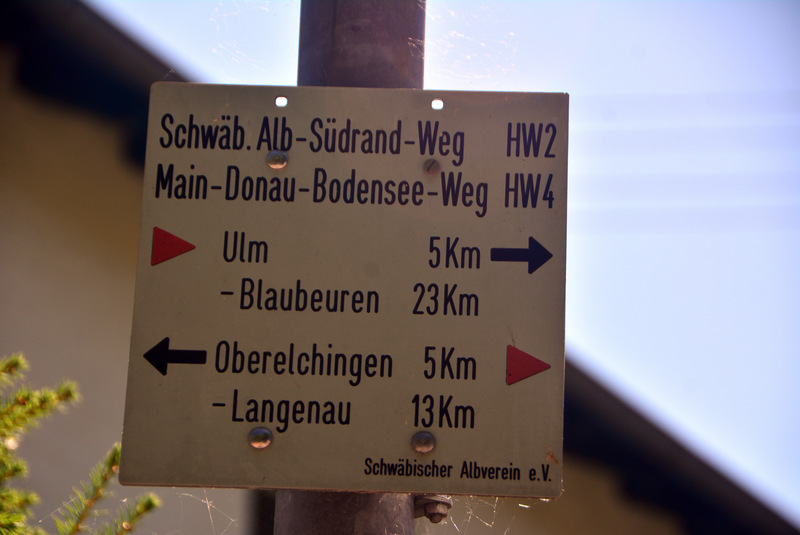 Schwäb. Alb-Südrand-Weg HW2
Main-Donau-Bodensee-Weg HW4
Ulm 5Km
-Blaubeuren 23Km
Oberelchingen 5Km
-Langenau 13Km
Schwäbischer Albverein e.V.